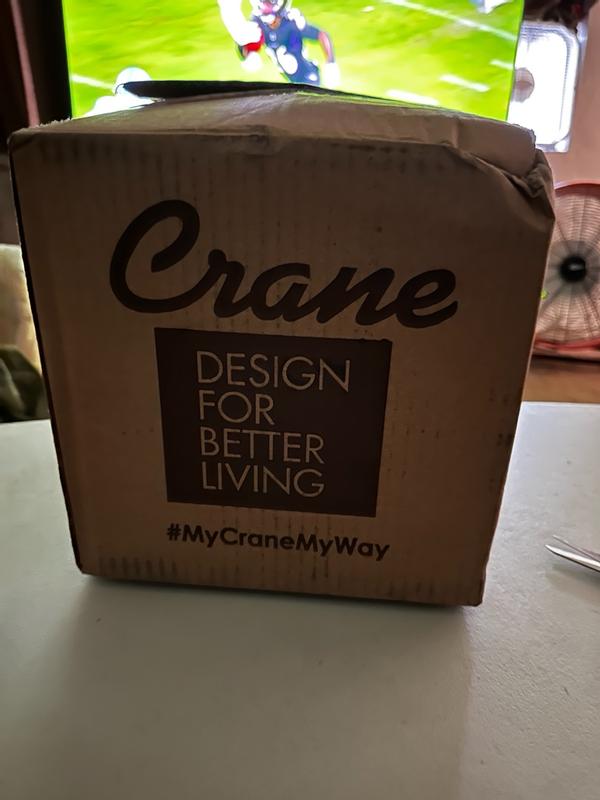 Crane
DESIGN
FOR
BETTER
LIVING
#MyCraneMyWay